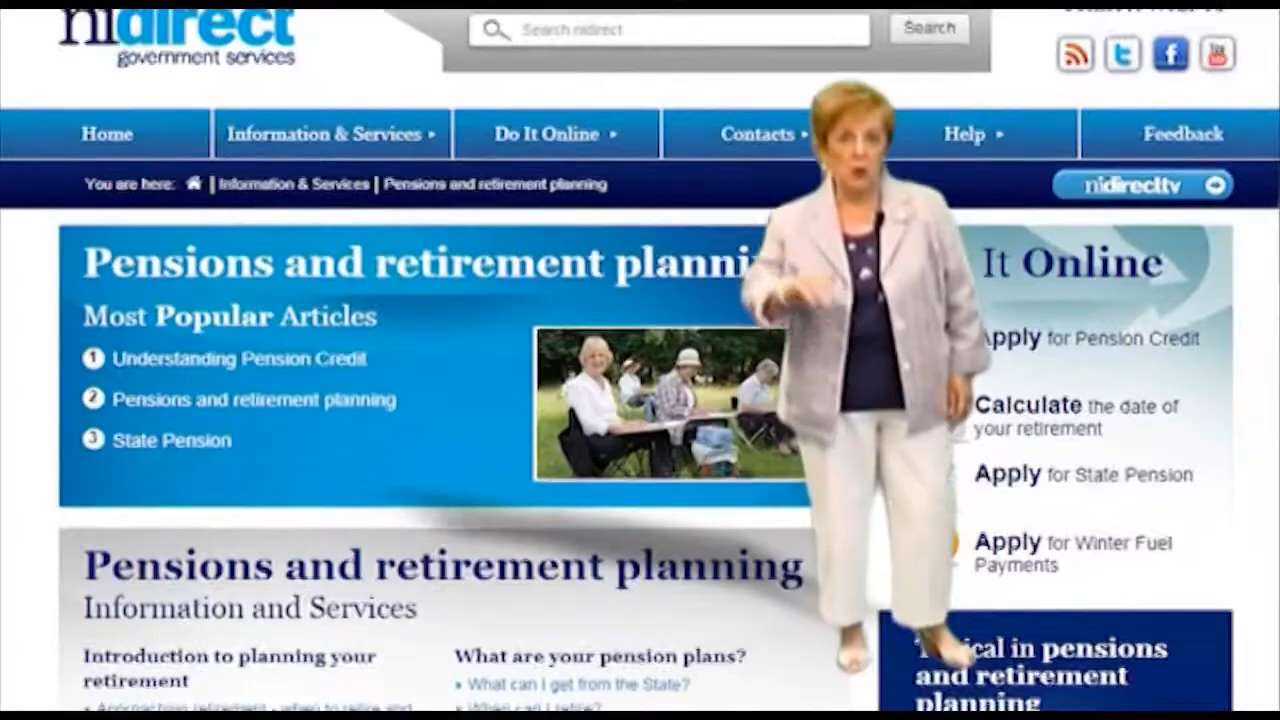 nidirect
government services
Search nidirect
Search
Home
Information & Services
Do It Online
Contacts
Help
Feedback
You are here: | Information & Services | Pensions and retirement planning
nidirecttv
Pensions and retirement planni
Most Popular Articles
1 Understanding Pension Credit
2 Pensions and retirement planning
3 State Pension
It Online
Apply for Pension Credit
Calculate the date of
your retirement
Apply for State Pension
Apply for Winter Fuel
Payments
Pensions and retirement planning
Information and Services
Introduction to planning your
retirement
What are your pension plans?
What can I get from the State?
When can I retire?
in pensions
and retirement
planning